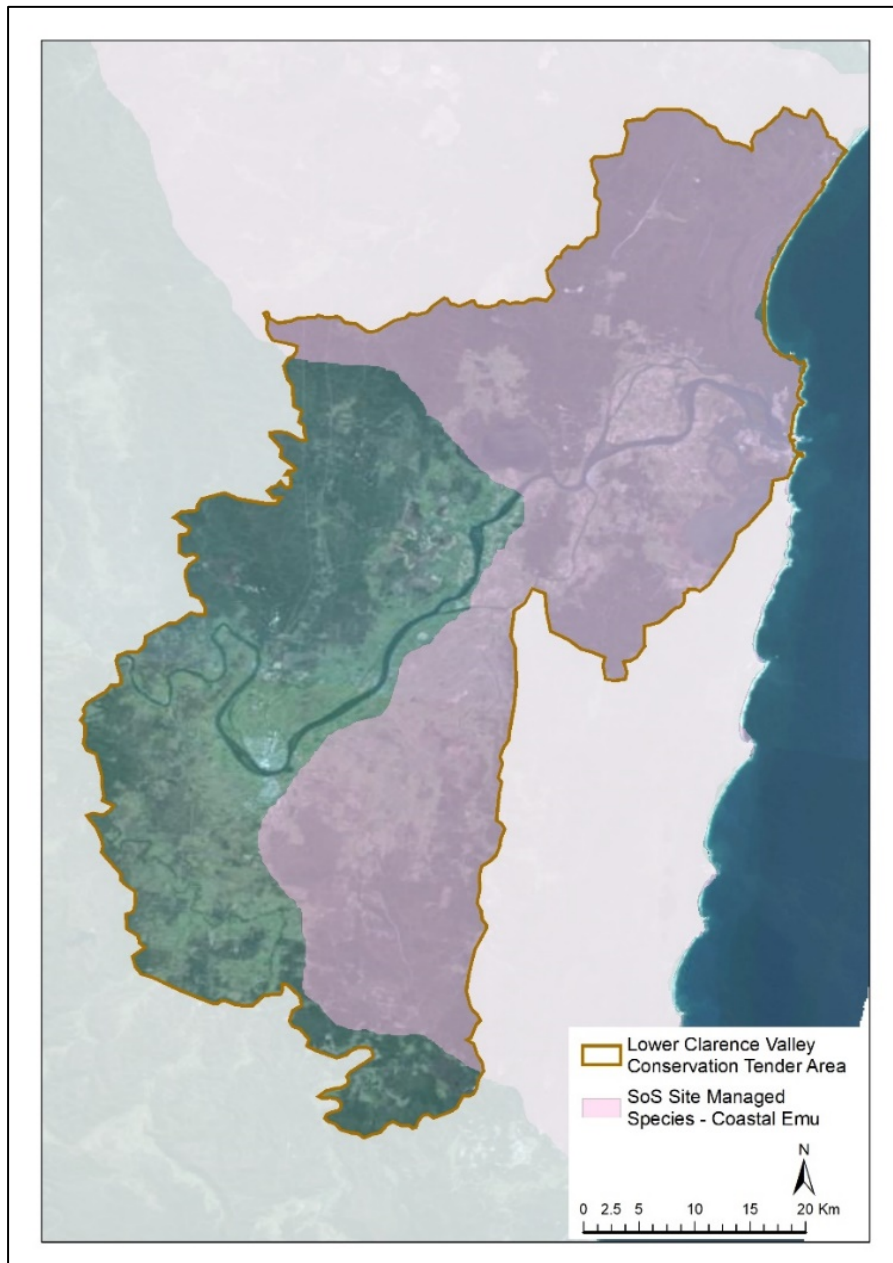 Lower Clarence Valley
Conservation Tender Area
SoS Site Managed
Species - Coastal Emu
N
0 2.5 5 10 15 20 Km